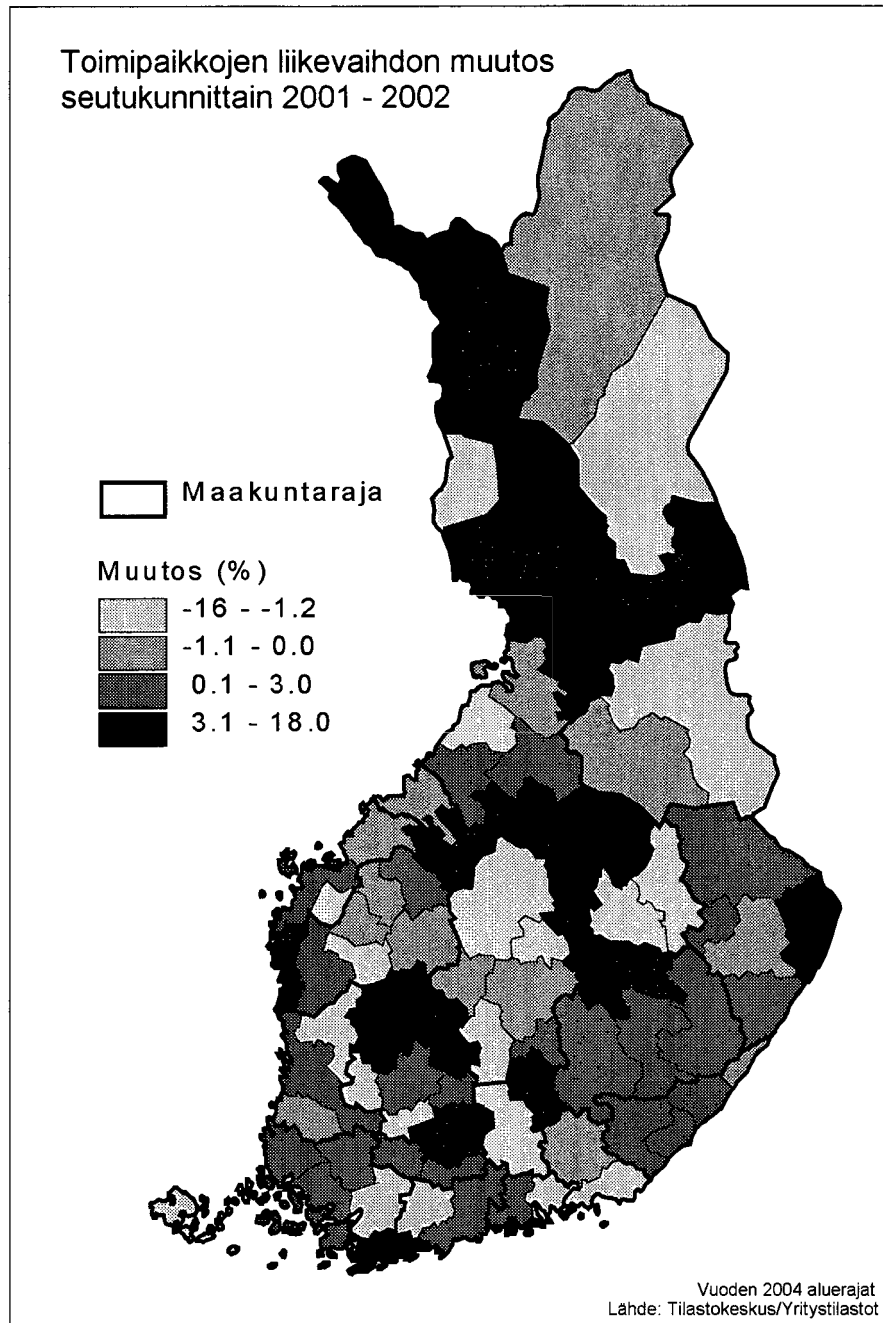 Toimipaikkojen liikevaihdon muutos
seutukunnittain 2001 - 2002
Maakuntaraja
Muutos (%)
-16 - -1.2
-1.1 - 0.0
0.1 - 3.0
3.1 - 18.0
Vuoden 2004 aluerajat
Lähde: Tilastokeskus/Yritystilastot